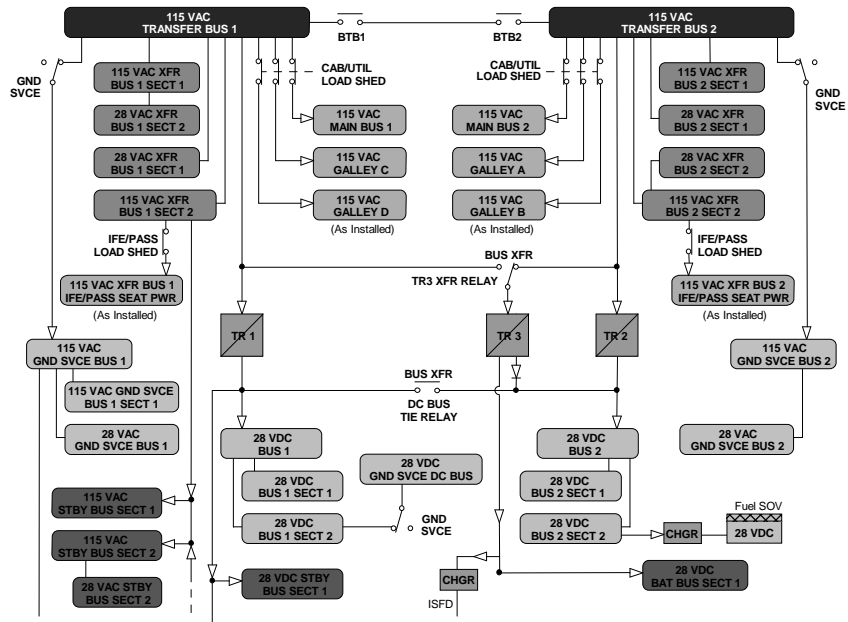 115 VAC
TRANSFER BUS 1
BTB1
BTB2
115 VAC
TRANSFER BUS 2
GND
SVCE
115 VAC XFR
BUS 1 SECT 1
28 VAC XFR
BUS 1 SECT 2
28 VAC XFR
BUS 1 SECT 1
115 VAC XFR
BUS 1 SECT 2
IFE/PASS
LOAD SHED
115 VAC XFR BUS 1
IFE/PASS SEAT PWR
(As Installed)
CAB/UTIL
LOAD SHED
115 VAC
MAIN BUS 1
115 VAC
GALLEY C
115 VAC
GALLEY D
(As Installed)
CAB/UTIL
LOAD SHED
115 VAC
MAIN BUS 2
115 VAC
GALLEY A
115 VAC
GALLEY B
(As Installed)
115 VAC XFR
BUS 2 SECT 1
28 VAC XFR
BUS 2 SECT 1
28 VAC XFR
BUS 2 SECT 2
115 VAC XFR
BUS 2 SECT 2
IFE/PASS
LOAD SHED
115 VAC XFR BUS 2
IFE/PASS SEAT PWR
(As Installed)
GND
SVCE
BUS XFR
TR3 XFR RELAY
TR 1
TR 3
TR 2
BUS XFR
DC BUS
TIE RELAY
115 VAC
GND SVCE BUS 1
115 VAC GND SVCE
BUS 1 SECT 1
28 VAC
GND SVCE BUS 1
115 VAC
GND SVCE BUS 2
28 VAC
GND SVCE BUS 2
28 VDC
BUS 1
28 VDC
BUS 1 SECT 1
28 VDC
BUS 1 SECT 2
28 VDC
GND SVCE DC BUS
GND
SVCE
28 VDC
BUS 2
28 VDC
BUS 2 SECT 1
28 VDC
BUS 2 SECT 2
CHGR
Fuel SOV
28 VDC
115 VAC
STBY BUS SECT 1
115 VAC
STBY BUS SECT 2
28 VAC STBY
BUS SECT 2
28 VDC STBY
BUS SECT 1
CHGR
ISFD
28 VDC
BAT BUS SECT 1